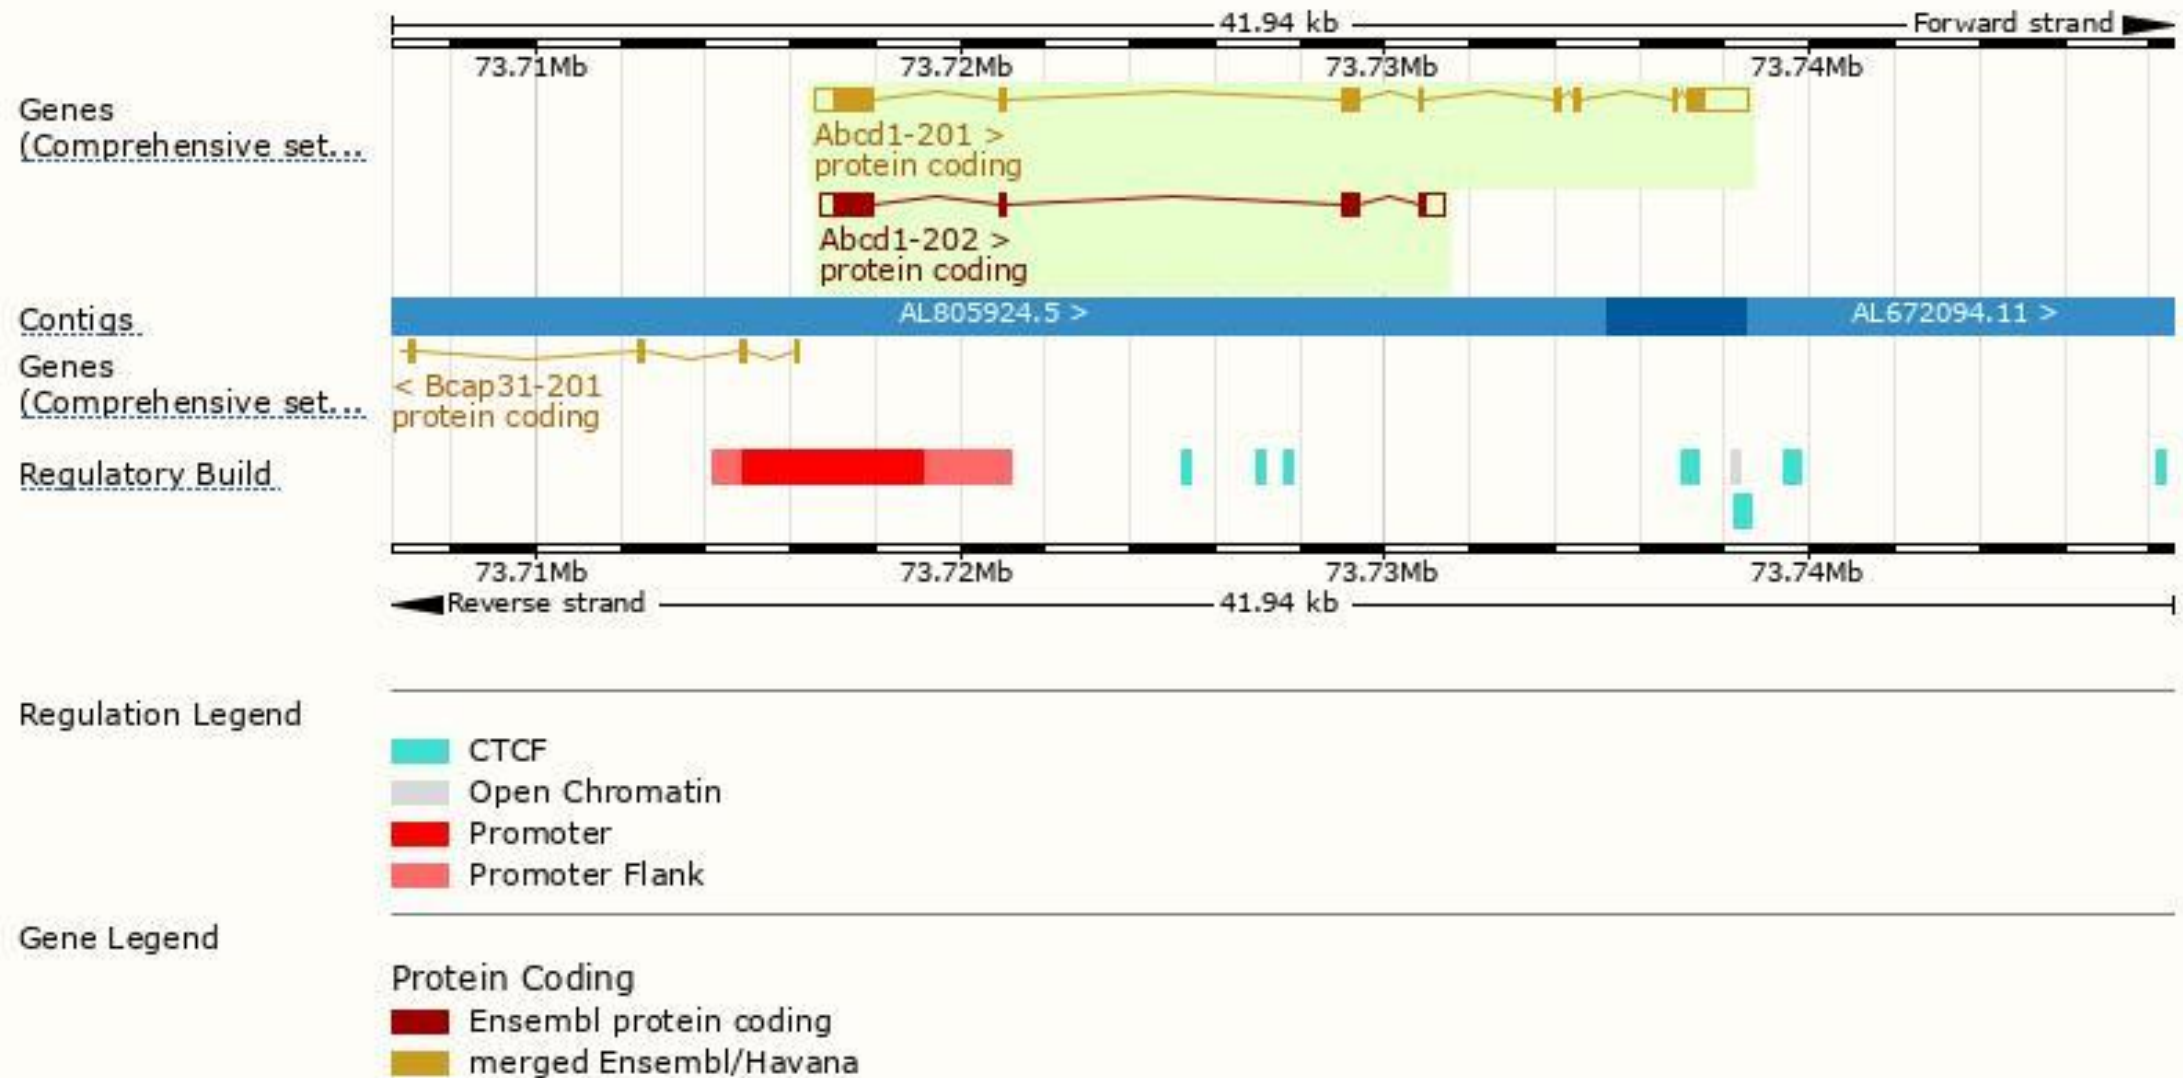 41.94 kb Forward strand
73.71Mb 73.72Mb 73.73Mb 73.74Mb
Genes
(Comprehensive set...
Abcd1-201 >
protein coding
Abcd1-202 >
protein coding
Contigs
AL805924.5 > AL672094.11 >
Genes
(Comprehensive set...
< Bcap31-201
protein coding
Regulatory Build
73.71Mb 73.72Mb 73.73Mb 73.74Mb
Reverse strand 41.94 kb
Regulation Legend
CTCF
Open Chromatin
Promoter
Promoter Flank
Gene Legend
Protein Coding
Ensembl protein coding
merged Ensembl/Havana